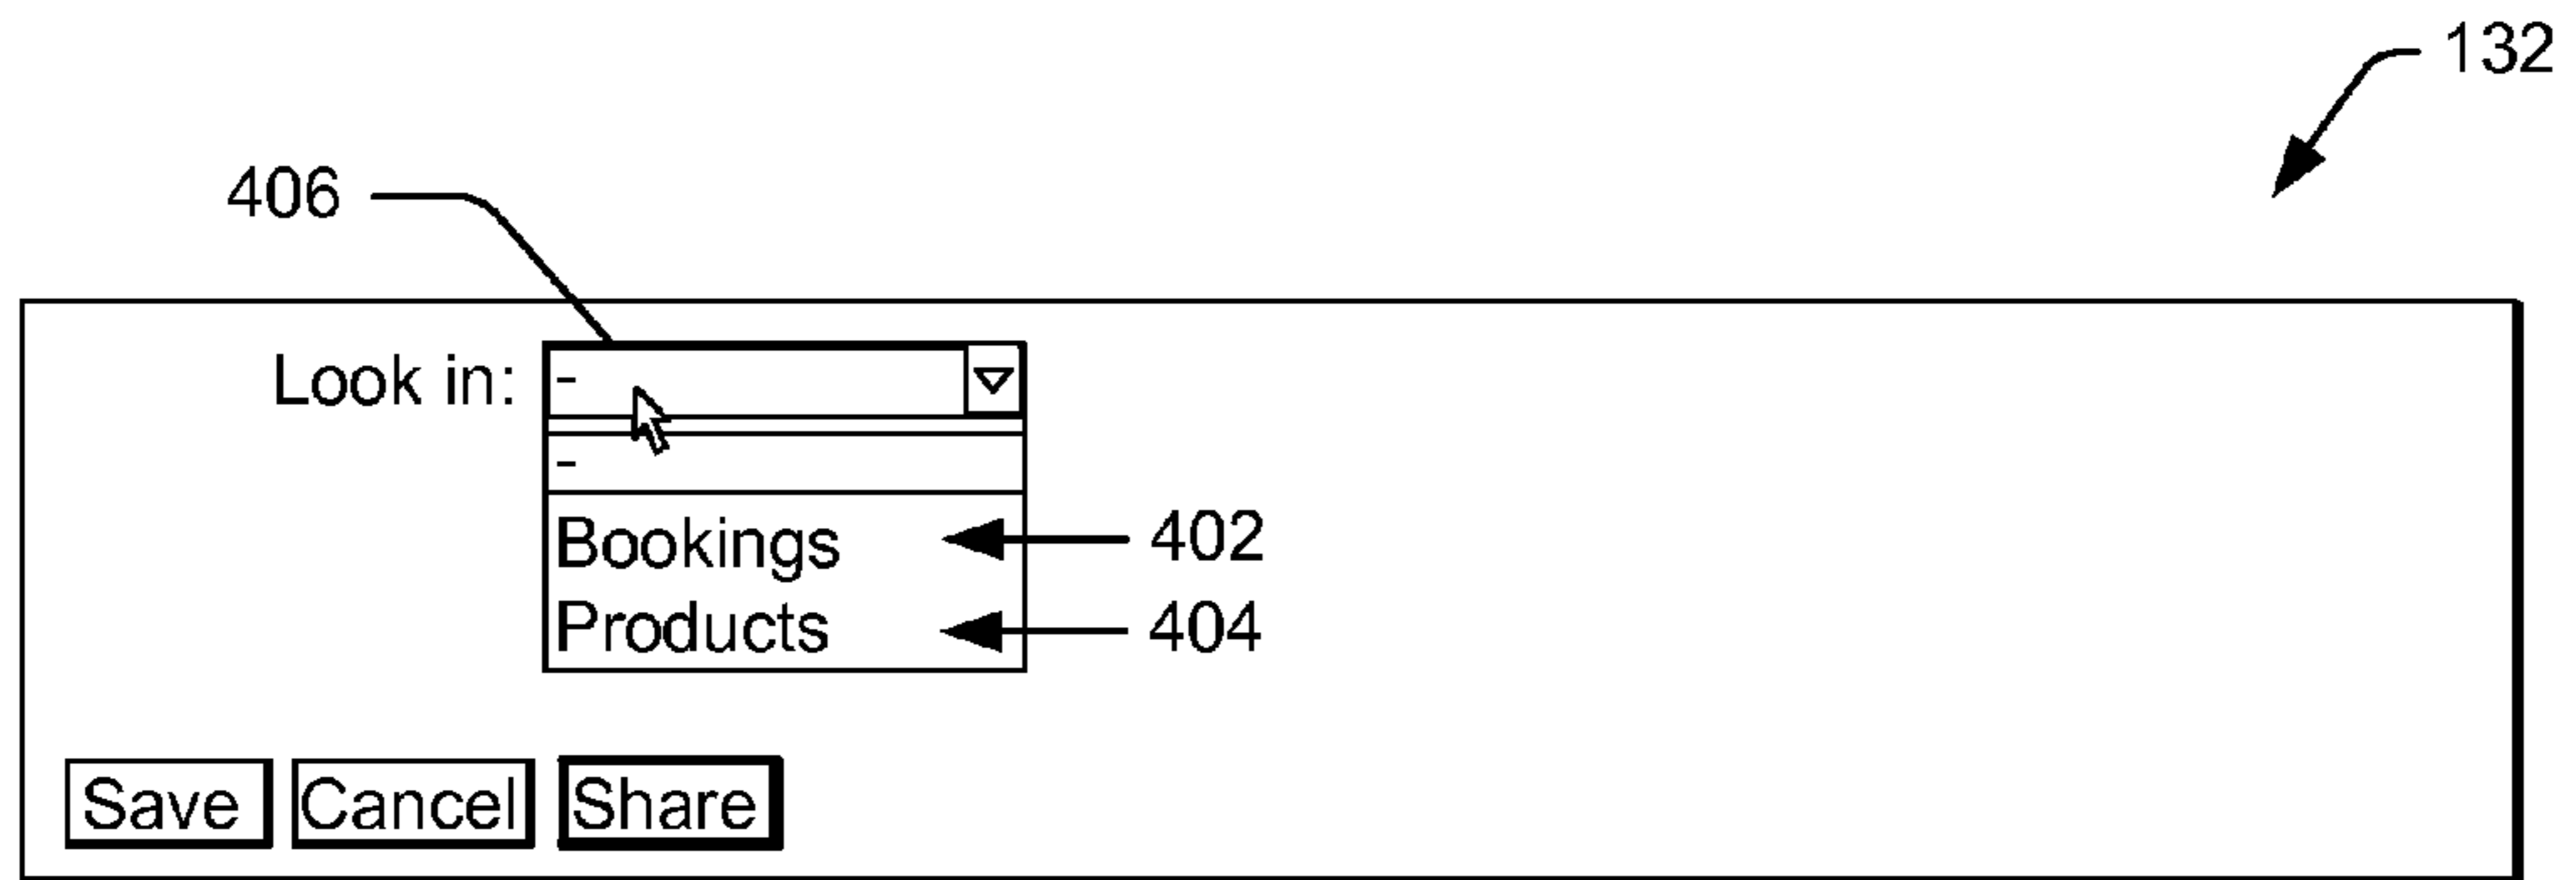 132
406
Look in: -
-
Bookings 402
Products 404
Save Cancel Share